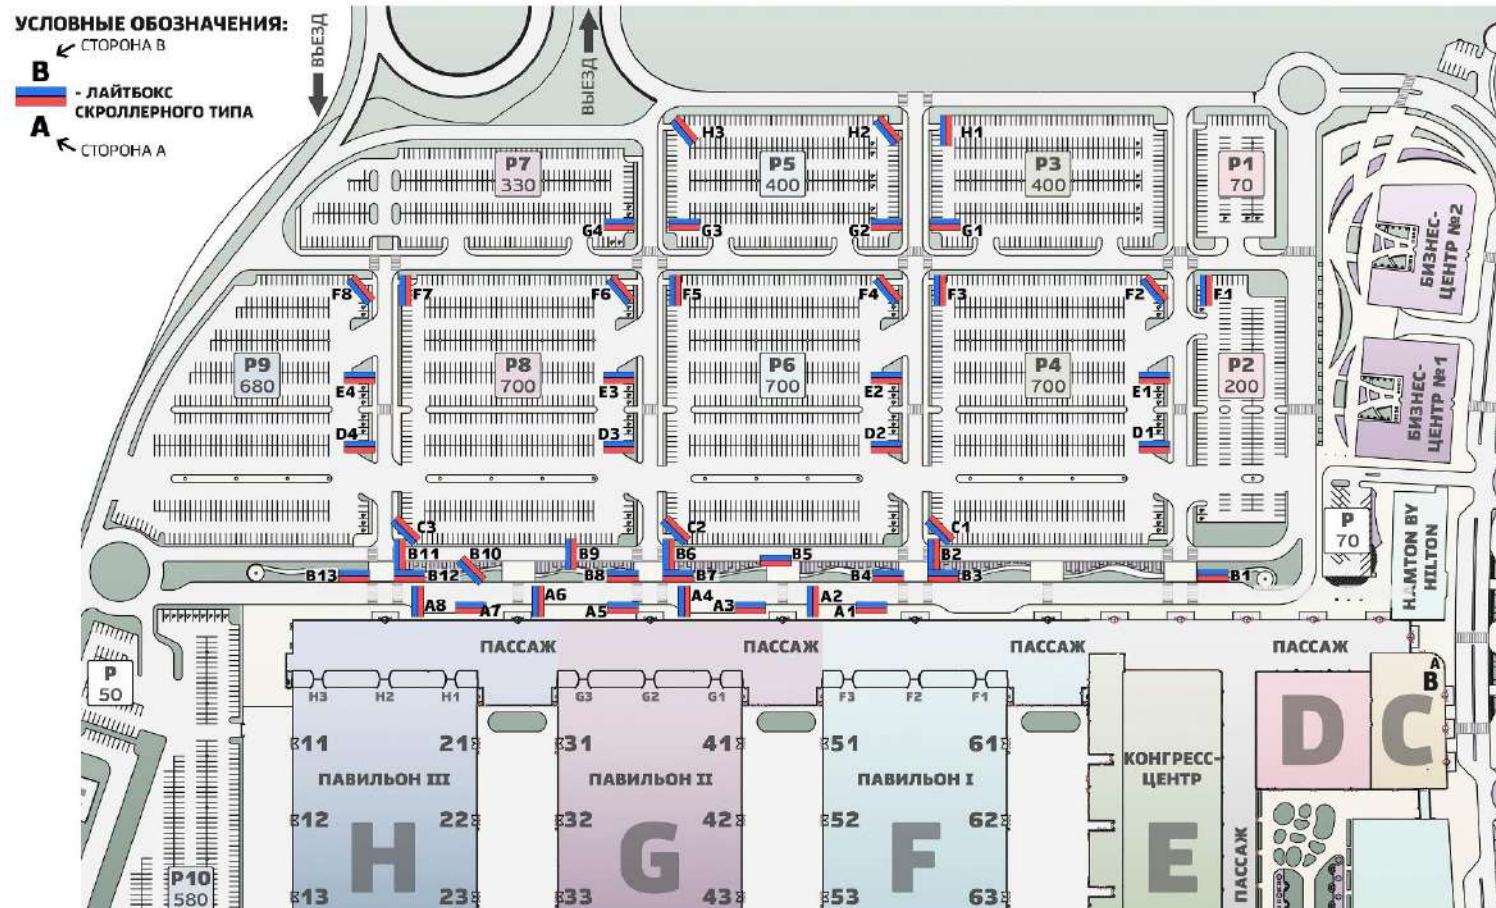 УСЛОВНЫЕ ОБОЗНАЧЕНИЯ:
СТОРОНА В
В
- ЛАЙТБОКС
СКРОЛЛЕРНОГО ТИПА
А
СТОРОНА А
ВЪЕЗД
ВЫЕЗД
H3 H2 H1
P7
330
P5
400
P3
400
P1
70
G4 G3 G2 G1
БИЗНЕС-
ЦЕНТР №2
F8 F7 F6 F5 F4 F3 F2 F1
P9
680
P8
700
P6
700
P4
700
P2
200
E4 E3 E2 E1
БИЗНЕС-
ЦЕНТР №1
D4 D3 D2 D1
C3 C2 C1
P
70
HAMTON BY
HILTON
B11 B10 B9 B6 B5 B2
B13 B12 B8 B7 B4 B3 B1
A8 A7 A6 A5 A4 A3 A2 A1
ПАССАЖ ПАССАЖ ПАССАЖ ПАССАЖ
P
50
A
B
H3 H2 H1 G3 G2 G1 F3 F2 F1
D C
11 21 31 41 51 61
ПАВИЛЬОН III ПАВИЛЬОН II ПАВИЛЬОН I
КОНГРЕСС-
ЦЕНТР
12 22 32 42 52 62
H G F E
ПАССАЖ
P10
580
13 23 33 43 53 63